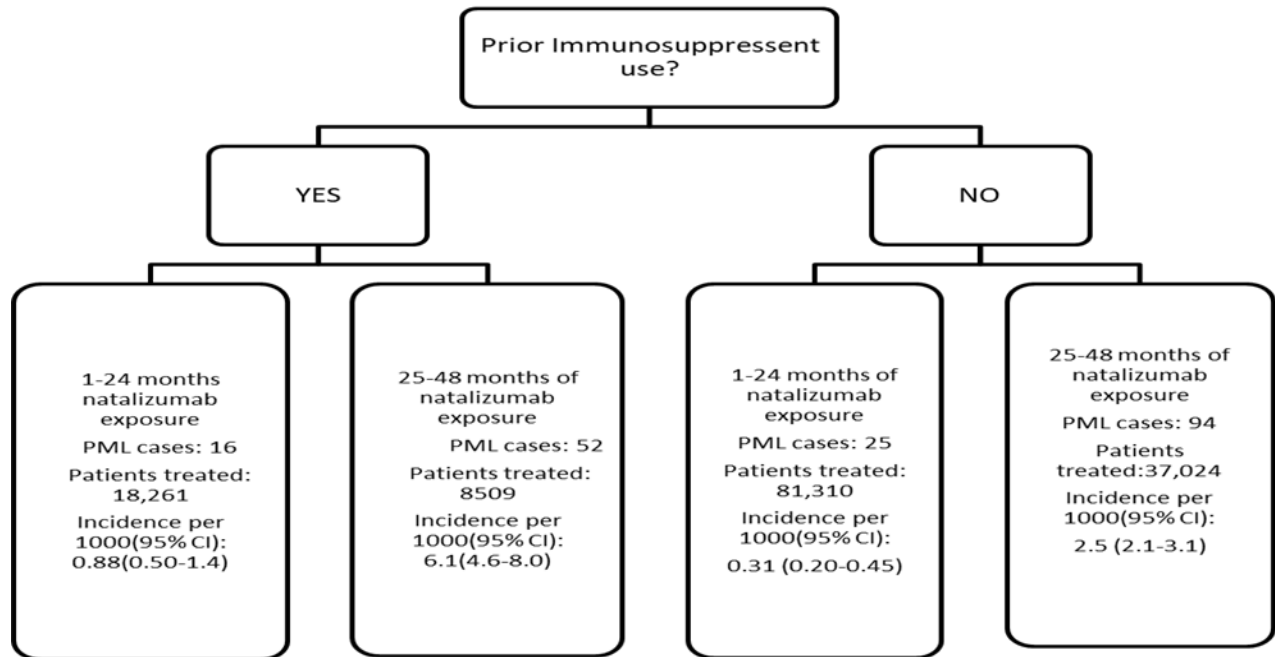 Prior Immunosuppressent
use?
YES
NO
1-24 months
natalizumab
exposure
PML cases: 16
Patients treated:
18,261
Incidence per
1000(95% CI):
0.88(0.50-1.4)
25-48 months of
natalizumab
exposure
PML cases: 52
Patients treated:
8509
Incidence per
1000(95% CI):
6.1(4.6-8.0)
1-24 months of
natalizumab
exposure
PML cases: 25
Patients treated:
81,310
Incidence per
1000(95% CI):
0.31 (0.20-0.45)
25-48 months of
natalizumab
exposure
PML cases: 94
Patients
treated:37,024
Incidence per
1000(95% CI):
2.5 (2.1-3.1)